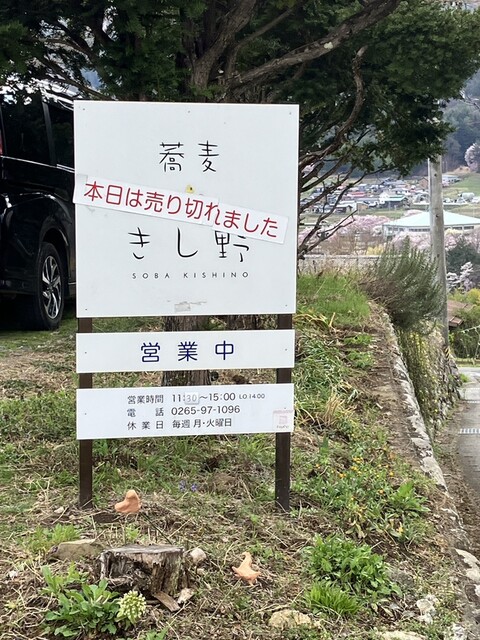 蕎麦
本日は売り切れました
きし野
SOBA KISHINO
営業中
営業時間 11:30〜15:00 LO.14:00
電話 0265-97-1096
休業日 毎週 月・火曜日